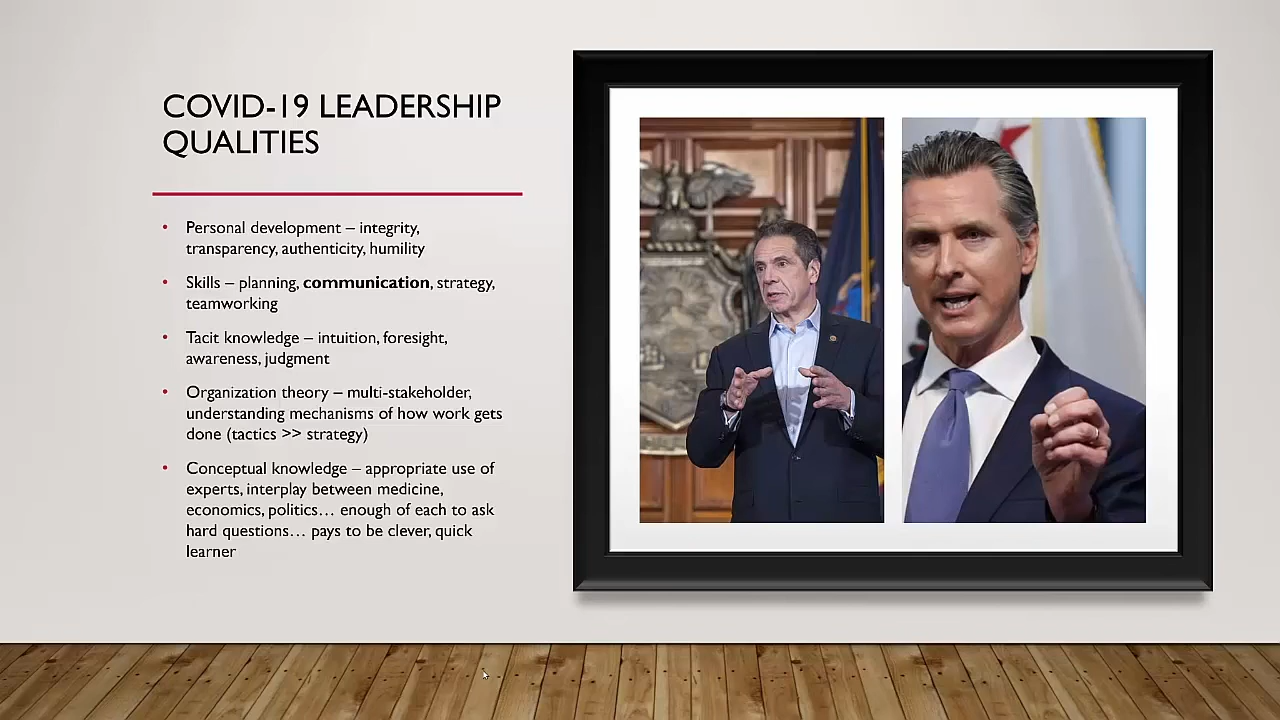 COVID-19 LEADERSHIP
QUALITIES
• Personal development – integrity,
transparency, authenticity, humility
• Skills – planning, communication, strategy,
teamworking
• Tacit knowledge – intuition, foresight,
awareness, judgment
• Organization theory – multi-stakeholder,
understanding mechanisms of how work gets
done (tactics >> strategy)
• Conceptual knowledge – appropriate use of
experts, interplay between medicine,
economics, politics… enough of each to ask
hard questions… pays to be clever, quick
learner